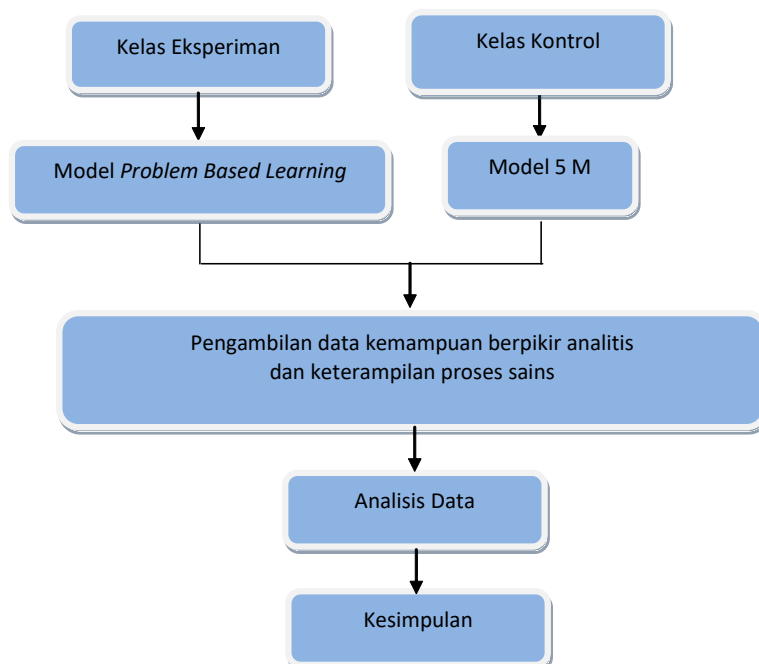 Kelas Eksperiman
Kelas Kontrol
Model Problem Based Learning
Model 5 M
Pengambilan data kemampuan berpikir analitis
dan keterampilan proses sains
Analisis Data
Kesimpulan